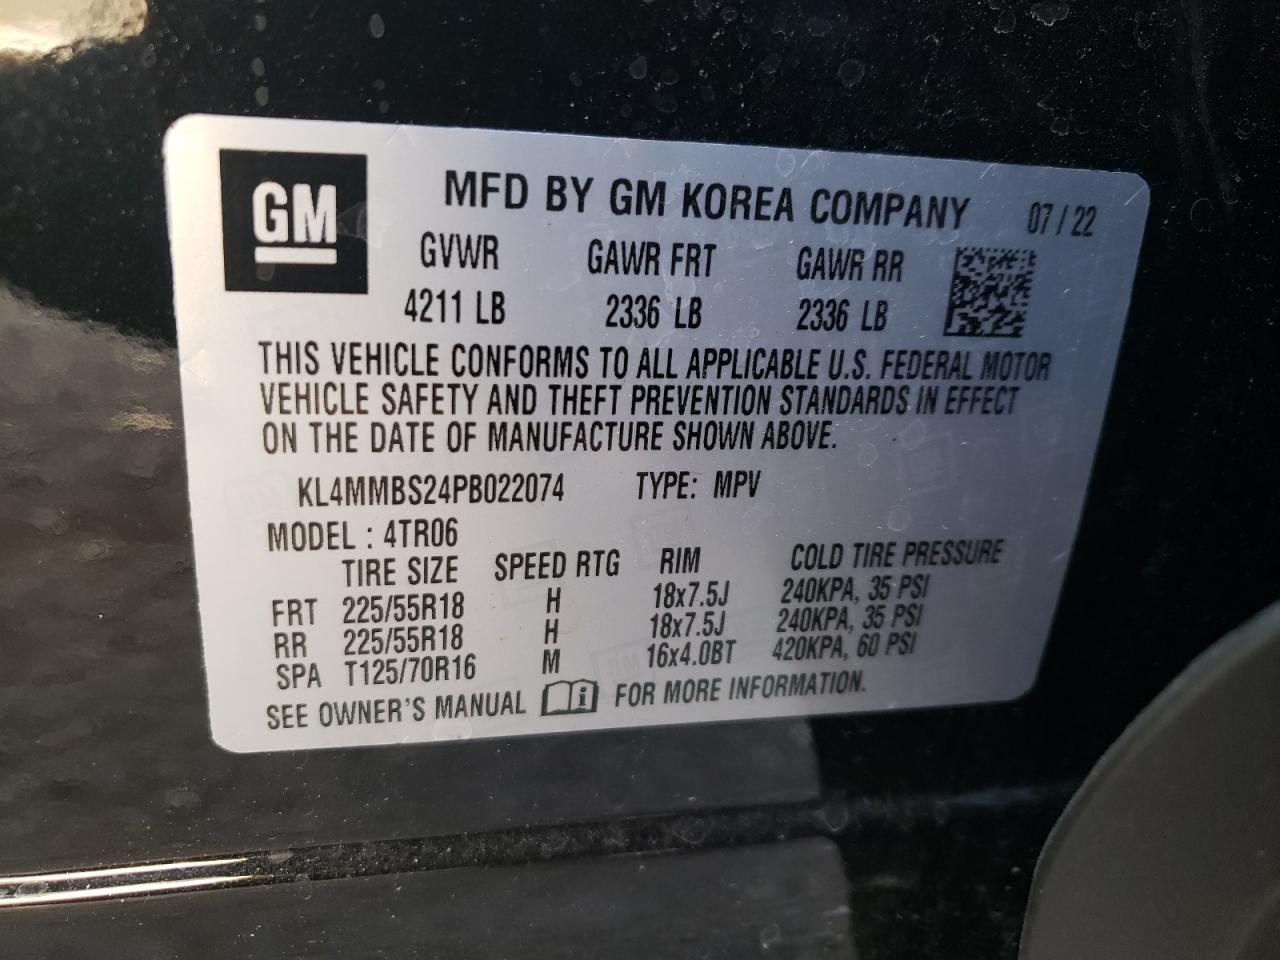 GM
MFD BY GM KOREA COMPANY 07/22
GVWR GAWR FRT GAWR RR
4211 LB 2336 LB 2336 LB
THIS VEHICLE CONFORMS TO ALL APPLICABLE U.S. FEDERAL MOTOR
VEHICLE SAFETY AND THEFT PREVENTION STANDARDS IN EFFECT
ON THE DATE OF MANUFACTURE SHOWN ABOVE.
KL4MMBS24PB022074 TYPE: MPV
MODEL : 4TR06
TIRE SIZE SPEED RTG RIM COLD TIRE PRESSURE
FRT 225/55R18 H 18x7.5J 240KPA, 35 PSI
RR 225/55R18 H 18x7.5J 240KPA, 35 PSI
SPA T125/70R16 M 16x4.0BT 420KPA, 60 PSI
SEE OWNER'S MANUAL i FOR MORE INFORMATION.